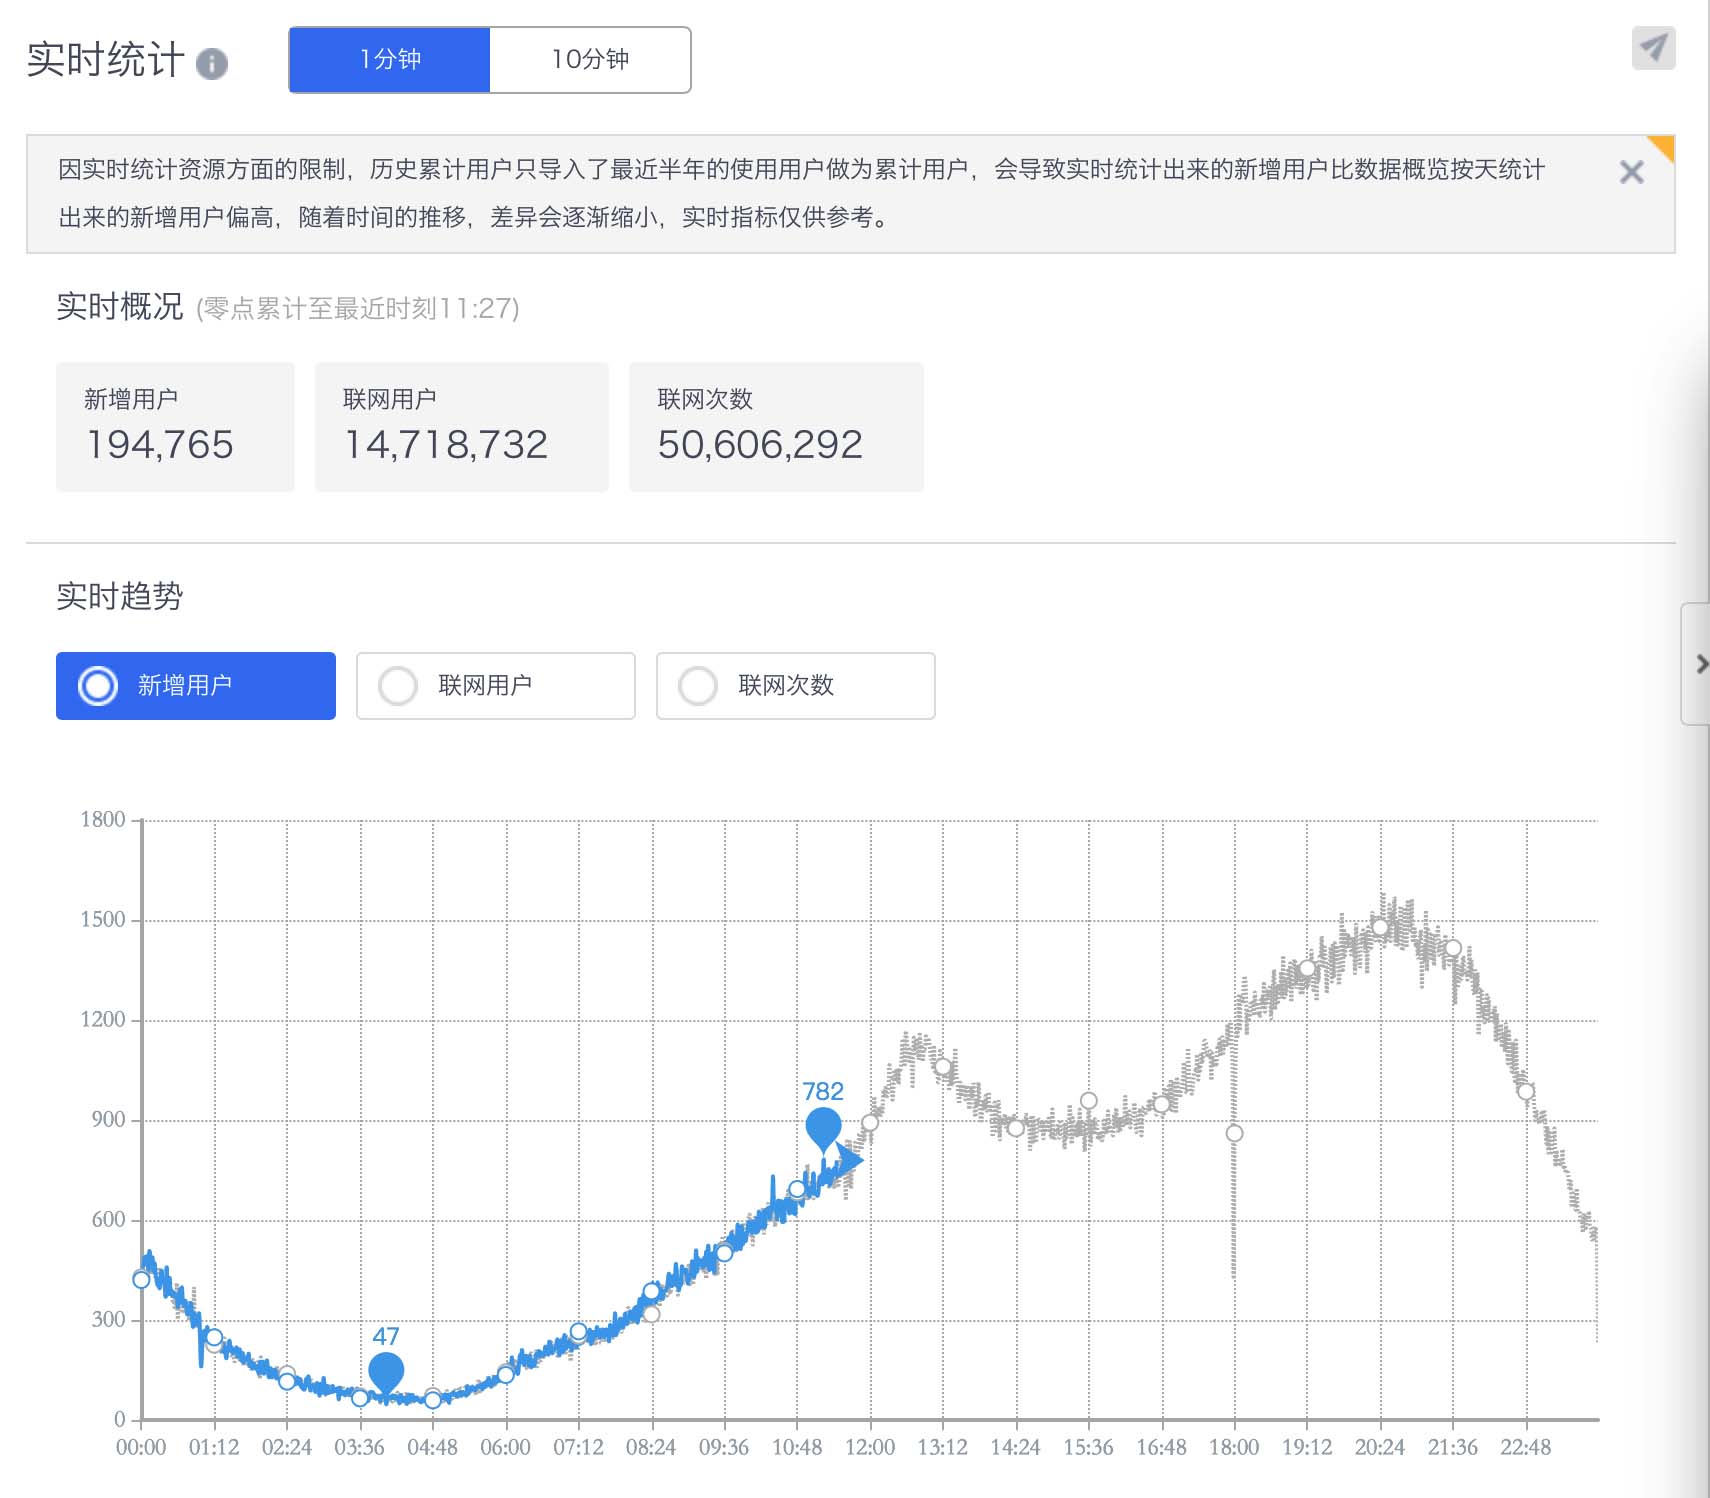 实时统计
1分钟
10分钟
因实时统计资源方面的限制，历史累计用户只导入了最近半年的使用用户做为累计用户，会导致实时统计出来的新增用户比数据概览按天统计
出来的新增用户偏高，随着时间的推移，差异会逐渐缩小，实时指标仅供参考。
实时概况 (零点累计至最近时刻11:27)
新增用户
194,765
联网用户
14,718,732
联网次数
50,606,292
实时趋势
新增用户
联网用户
联网次数
1800
1500
1200
900
600
300
0
782
47
00:00 01:12 02:24 03:36 04:48 06:00 07:12 08:24 09:36 10:48 12:00 13:12 14:24 15:36 16:48 18:00 19:12 20:24 21:36 22:48